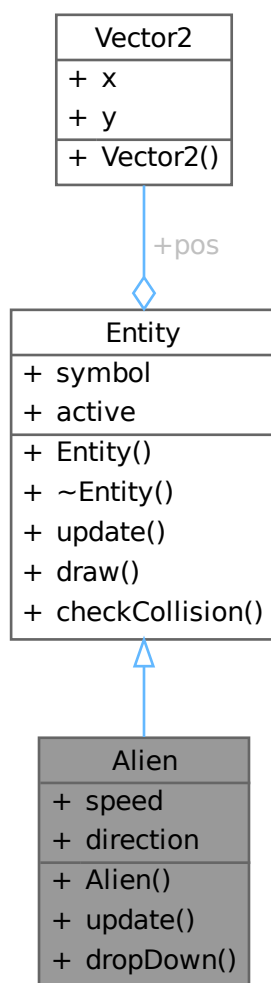 Vector2
+ x
+ y
+ Vector2()
+pos
Entity
+ symbol
+ active
+ Entity()
+ ~Entity()
+ update()
+ draw()
+ checkCollision()
Alien
+ speed
+ direction
+ Alien()
+ update()
+ dropDown()